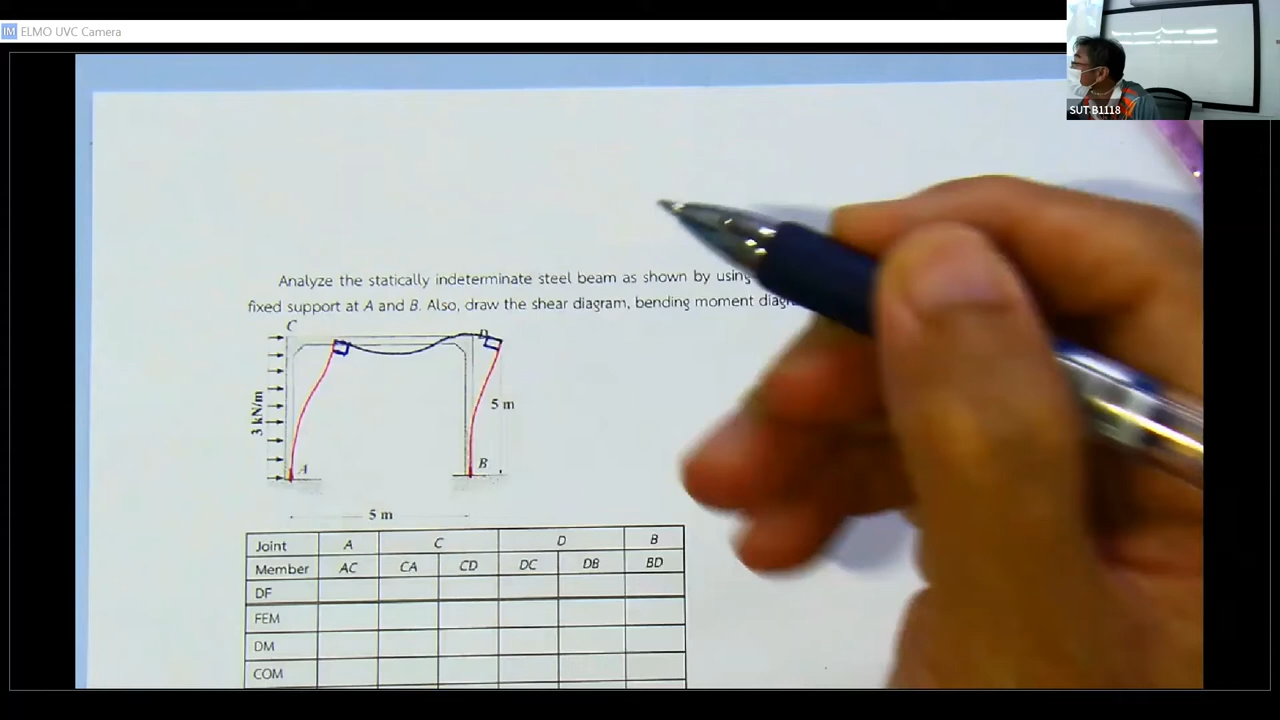 ELMO UVC Camera
SUT B1118
Analyze the statically indeterminate steel beam as shown by using
fixed support at A and B. Also, draw the shear diagram, bending moment
C
3 kN/m
5 m
A
B
5 m
Joint A C D B
Member AC CA CD DC DB BD
DF
FEM
DM
COM